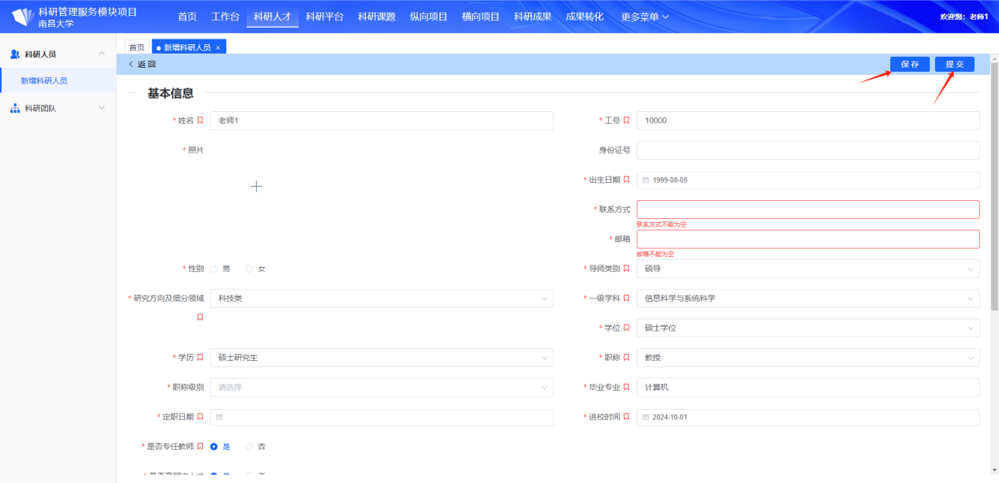 科研管理服务模块项目
南昌大学
首页 工作台 科研人才 科研平台 科研课题 纵向项目 横向项目 科研成果 成果转化 更多菜单
欢迎您: 老师1
科研人员
新增科研人员
科研团队
首页 新增科研人员 ×
返回
保存 提交
基本信息
*姓名 老师1 *工号 10000
*照片 身份证号
*出生日期 1999-08-05
*联系方式
联系方式不能为空
*邮箱
邮箱不能为空
*性别 男 女 *导师类别 硕导
*研究方向及细分领域 科技类 *一级学科 信息科学与系统科学
*学位 硕士学位
*学历 硕士研究生 *职称 教授
*职称级别 请选择 *毕业专业 计算机
*定职日期 *进校时间 2024-10-01
*是否专任教师 是 否